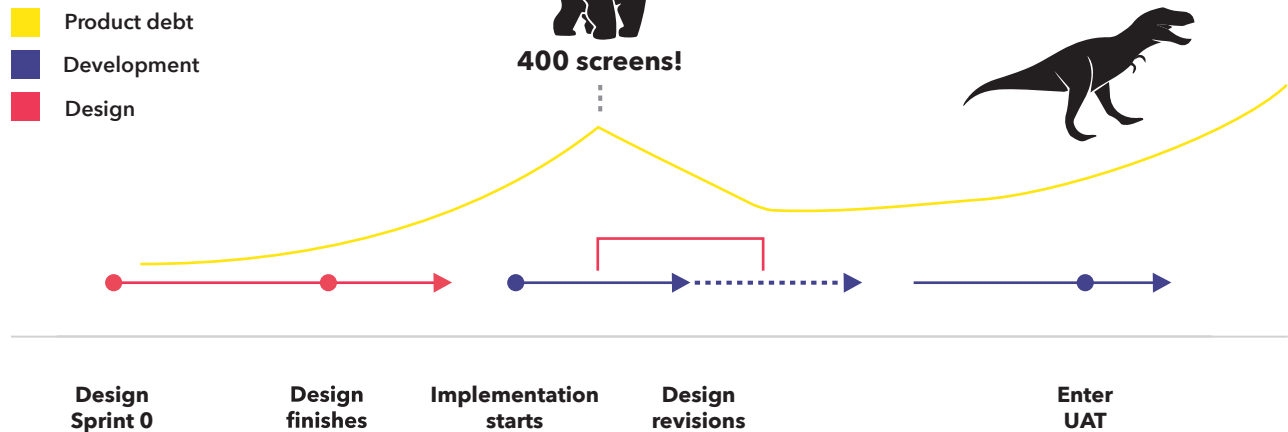 Product debt
Development
Design
400 screens!
Design
Sprint 0
Design
finishes
Implementation
starts
Design
revisions
Enter
UAT